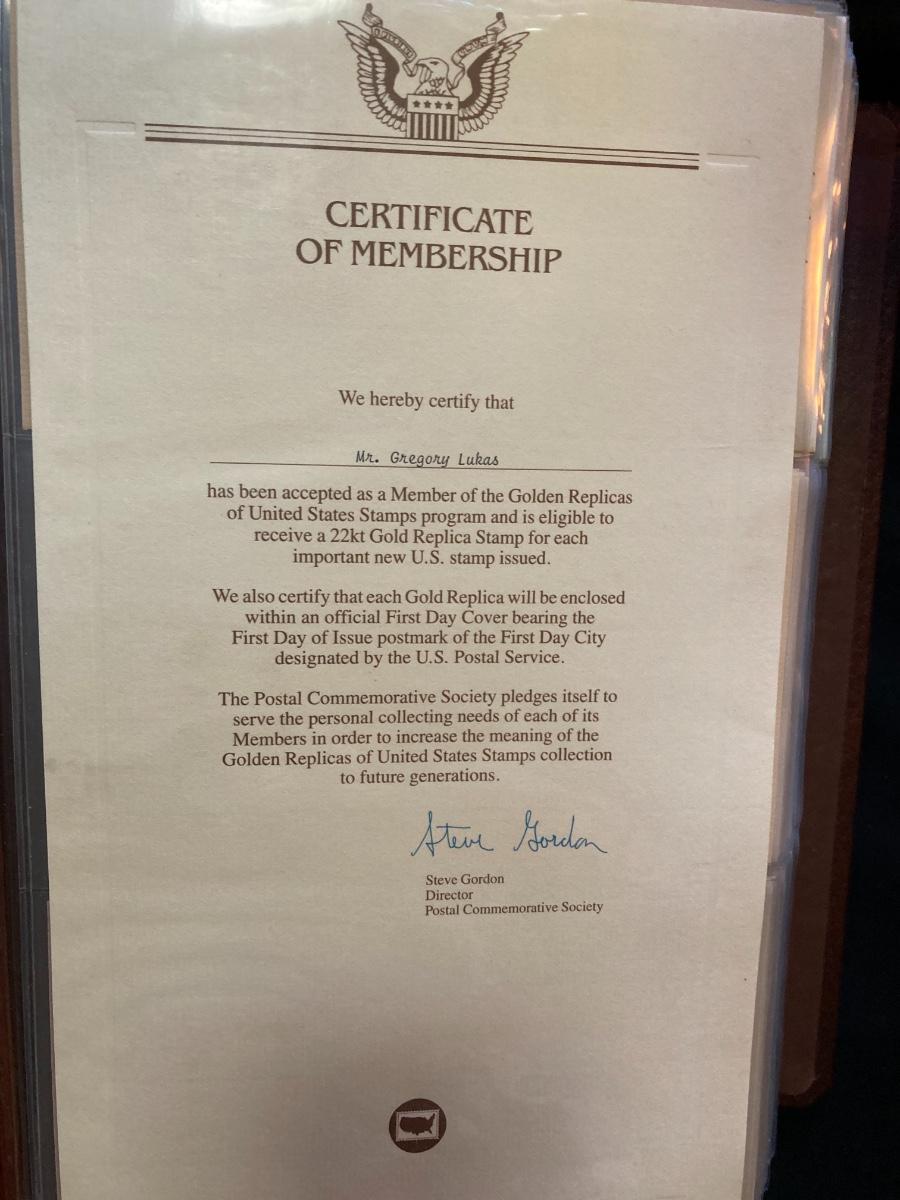 CERTIFICATE
OF MEMBERSHIP
We hereby certify that
Mr. Gregory Lukas
has been accepted as a Member of the Golden Replicas
of United States Stamps program and is eligible to
receive a 22kt Gold Replica Stamp for each
important new U.S. stamp issued.
We also certify that each Gold Replica will be enclosed
within an official First Day Cover bearing the
First Day of Issue postmark of the First Day City
designated by the U.S. Postal Service.
The Postal Commemorative Society pledges itself to
serve the personal collecting needs of each of its
Members in order to increase the meaning of the
Golden Replicas of United States Stamps collection
to future generations.
Steve Gordon
Steve Gordon
Director
Postal Commemorative Society